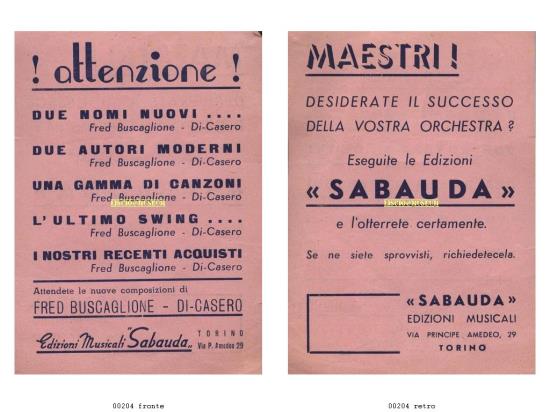 ! attenzione !
DUE NOMI NUOVI ....
Fred Buscaglione - Di-Casero
DUE AUTORI MODERNI
Fred Buscaglione - Di-Casero
UNA GAMMA DI CANZONI
Fred Buscaglione - Di-Casero
L'ULTIMO SWING ....
Fred Buscaglione - Di-Casero
I NOSTRI RECENTI ACQUISTI
Fred Buscaglione - Di-Casero
Attendete le nuove composizioni di
FRED BUSCAGLIONE - DI-CASERO
Edizioni Musicali "Sabauda„ TORINO
Via P. Amedeo 29
00204 fronte
MAESTRI!
DESIDERATE IL SUCCESSO
DELLA VOSTRA ORCHESTRA?
Eseguite le Edizioni
« SABAUDA »
e l'otterrete certamente.
Se ne siete sprovvisti, richiedetecela.
«SABAUDA»
EDIZIONI MUSICALI
VIA PRINCIPE AMEDEO, 29
TORINO
00204 retro